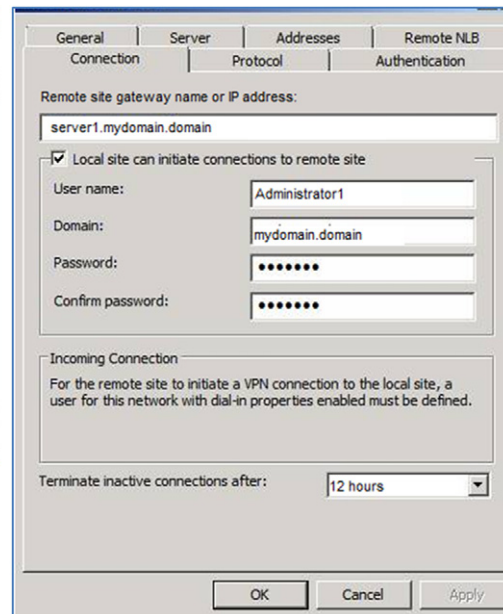 General Server Addresses Remote NLB
Connection Protocol Authentication
Remote site gateway name or IP address:
server1.mydomain.domain
Local site can initiate connections to remote site
User name: Administrator1
Domain: mydomain.domain
Password: •••••••
Confirm password: •••••••
Incoming Connection
For the remote site to initiate a VPN connection to the local site, a
user for this network with dial-in properties enabled must be defined.
Terminate inactive connections after: 12 hours
OK Cancel Apply